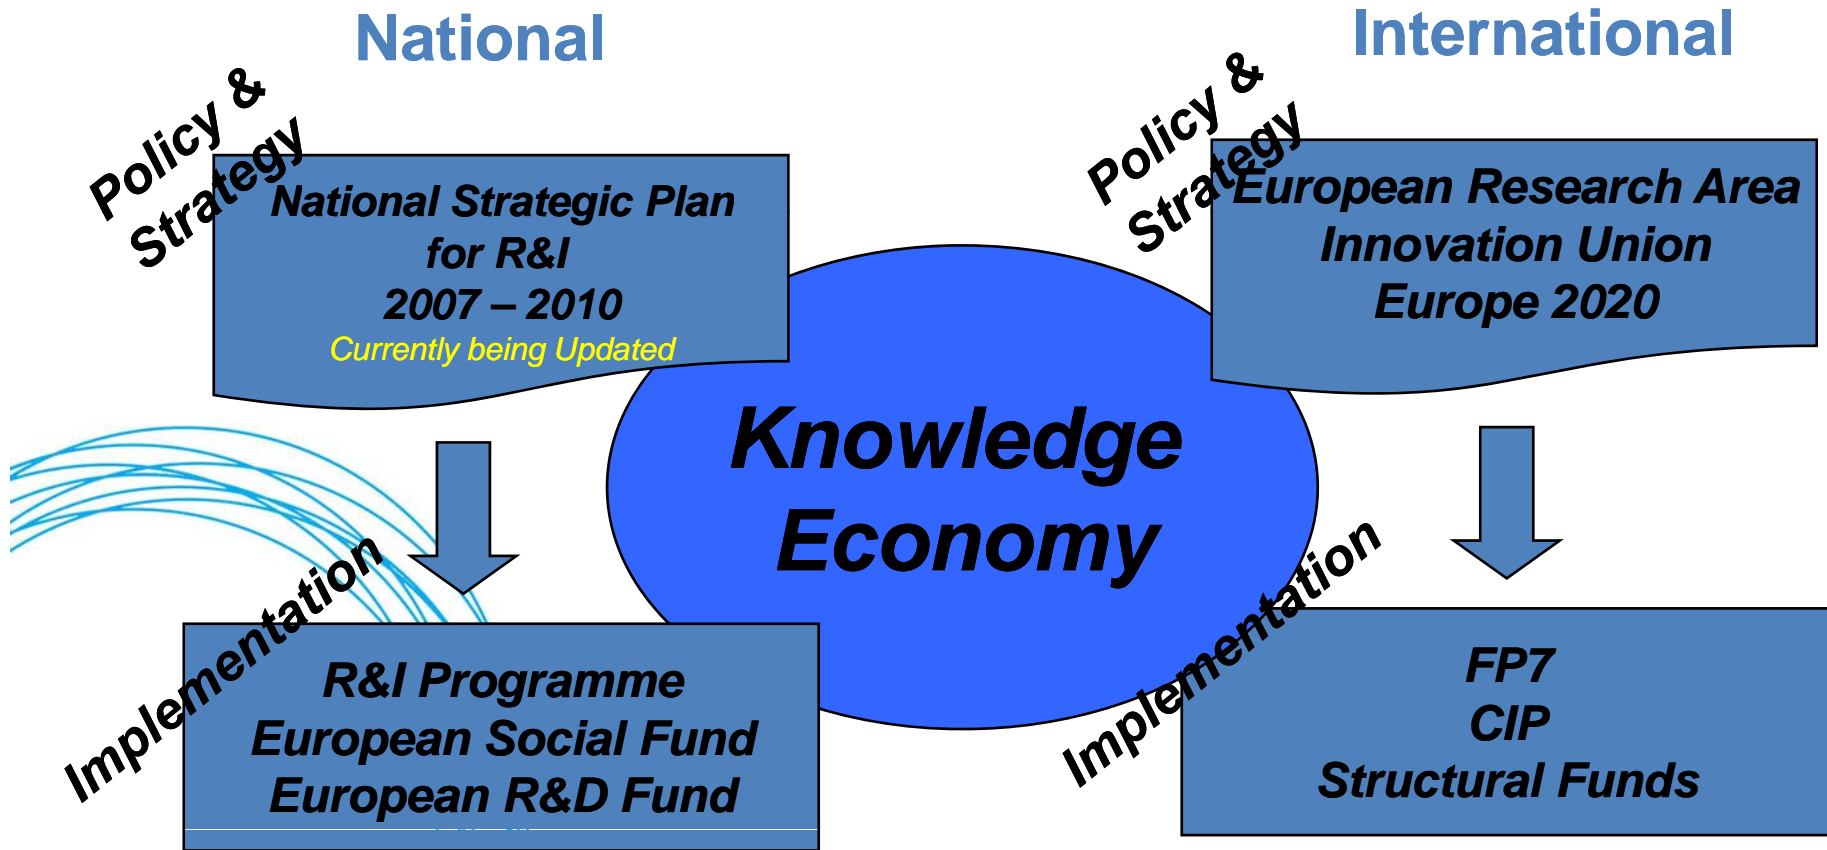 National
International
Policy &
Strategy
National Strategic Plan
for R&I
2007 – 2010
Currently being Updated
Policy &
Strategy
European Research Area
Innovation Union
Europe 2020
Knowledge
Economy
Implementation
R&I Programme
European Social Fund
European R&D Fund
Implementation
FP7
CIP
Structural Funds